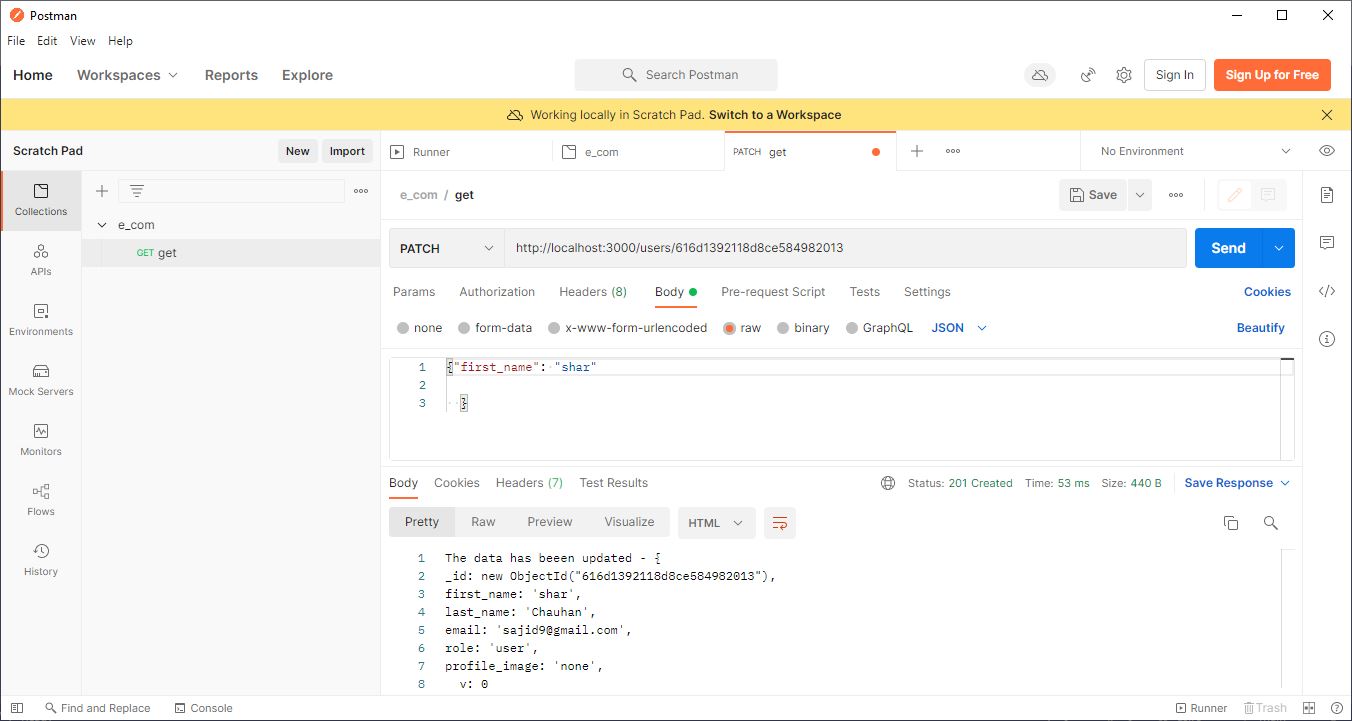 Postman
File Edit View Help
Home Workspaces Reports Explore Search Postman Sign In Sign Up for Free
Working locally in Scratch Pad. Switch to a Workspace
Scratch Pad New Import Runner e_com PATCH get No Environment
Collections
APIs
Environments
Mock Servers
Monitors
Flows
History
e_com
GET get
e_com / get Save
PATCH http://localhost:3000/users/616d1392118d8ce584982013 Send
Params Authorization Headers (8) Body Pre-request Script Tests Settings Cookies
none form-data x-www-form-urlencoded raw binary GraphQL JSON Beautify
1 {"first_name": "shar"
2
3 }
Body Cookies Headers (7) Test Results Status: 201 Created Time: 53 ms Size: 440 B Save Response
Pretty Raw Preview Visualize HTML
1 The data has beeen updated - {
2 _id: new ObjectId("616d1392118d8ce584982013"),
3 first_name: 'shar',
4 last_name: 'Chauhan',
5 email: 'sajid9@gmail.com',
6 role: 'user',
7 profile_image: 'none',
8 v: 0
Find and Replace Console Runner Trash